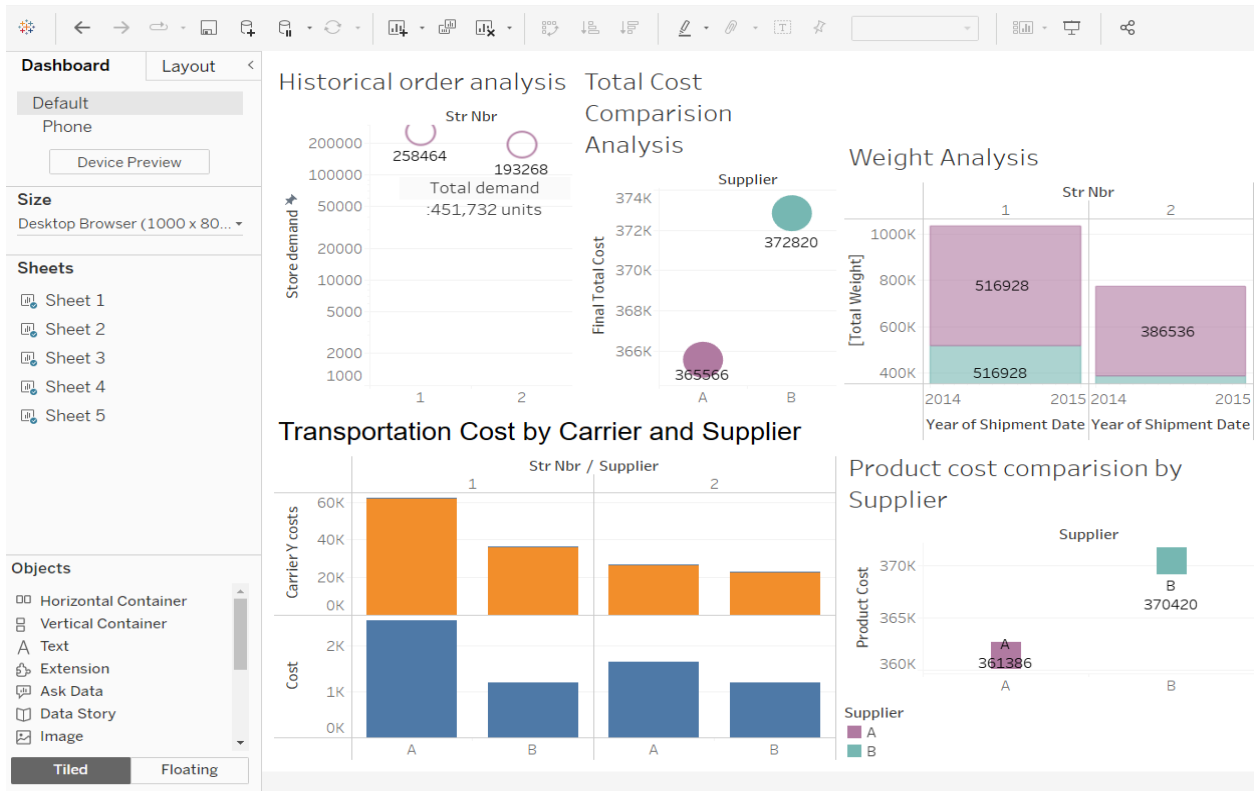 Dashboard
Layout
Default
Phone
Device Preview
Size
Desktop Browser (1000 x 80...
Sheets
Sheet 1
Sheet 2
Sheet 3
Sheet 4
Sheet 5
Objects
Horizontal Container
Vertical Container
Text
Extension
Ask Data
Data Story
Image
Tiled
Floating
Historical order analysis
Str Nbr
Store demand
200000
100000
50000
20000
10000
5000
2000
1000
258464
193268
Total demand
:451,732 units
1
2
Total Cost
Comparision
Analysis
Supplier
Final Total Cost
374K
372K
370K
368K
366K
372820
365566
A
B
Weight Analysis
Str Nbr
1
2
[Total Weight]
1000K
800K
600K
400K
516928
516928
386536
2014
2015
2014
2015
Year of Shipment Date
Year of Shipment Date
Transportation Cost by Carrier and Supplier
Str Nbr / Supplier
1
2
Carrier Y costs
60K
40K
20K
0K
Cost
2K
1K
0K
A
B
A
B
Product cost comparision by
Supplier
Supplier
Product Cost
370K
365K
360K
B
370420
A
361386
A
B
Supplier
A
B